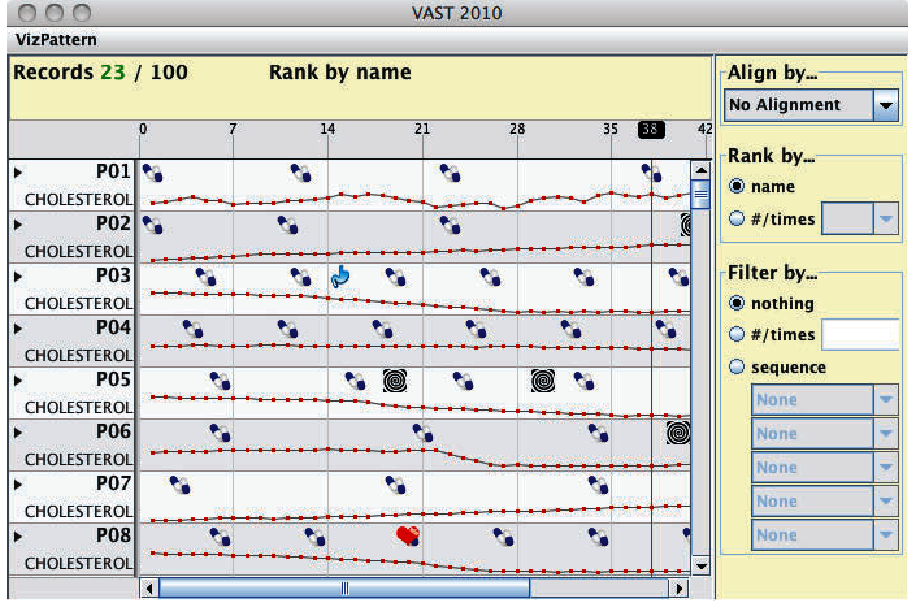 VAST 2010
VizPattern
Records 23 / 100 Rank by name
0 7 14 21 28 35 38 42
P01
CHOLESTEROL
P02
CHOLESTEROL
P03
CHOLESTEROL
P04
CHOLESTEROL
P05
CHOLESTEROL
P06
CHOLESTEROL
P07
CHOLESTEROL
P08
CHOLESTEROL
Align by...
No Alignment
Rank by...
name
#/times
Filter by...
nothing
#/times
sequence
None
None
None
None
None